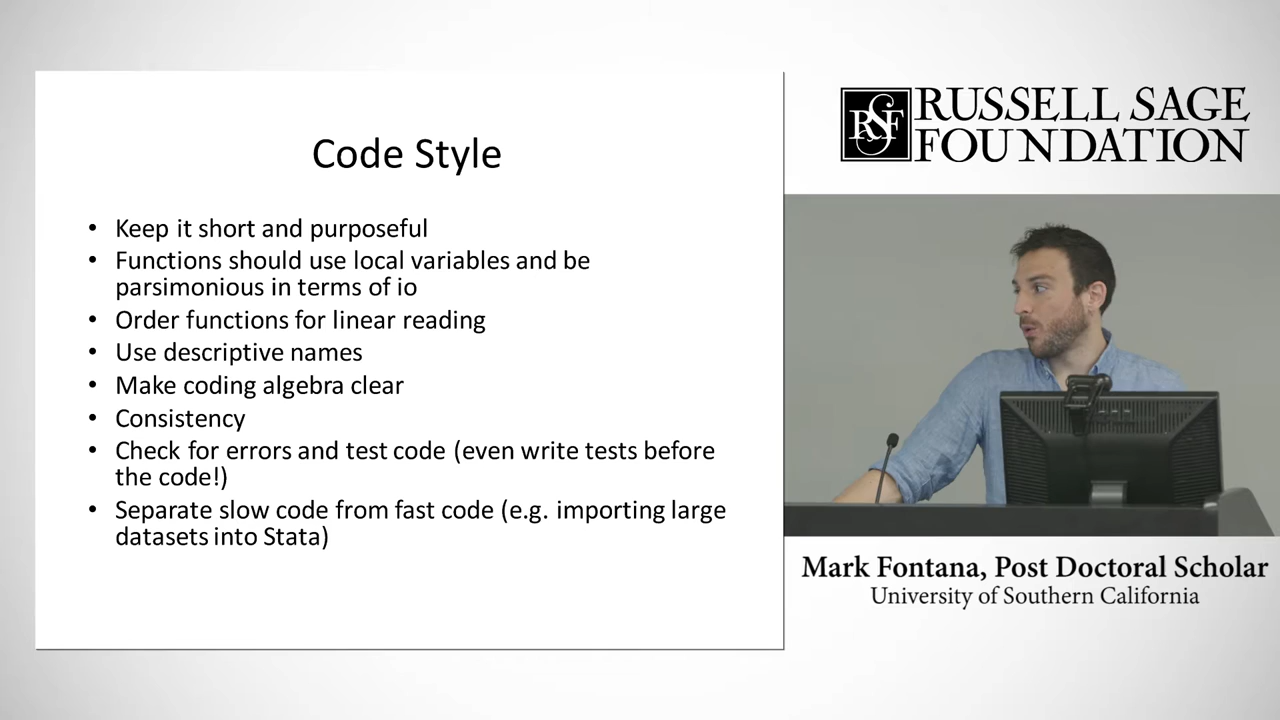 Code Style
• Keep it short and purposeful
• Functions should use local variables and be
parsimonious in terms of io
• Order functions for linear reading
• Use descriptive names
• Make coding algebra clear
• Consistency
• Check for errors and test code (even write tests before
the code!)
• Separate slow code from fast code (e.g. importing large
datasets into Stata)
RSF
RUSSELL SAGE
FOUNDATION
Mark Fontana, Post Doctoral Scholar
University of Southern California